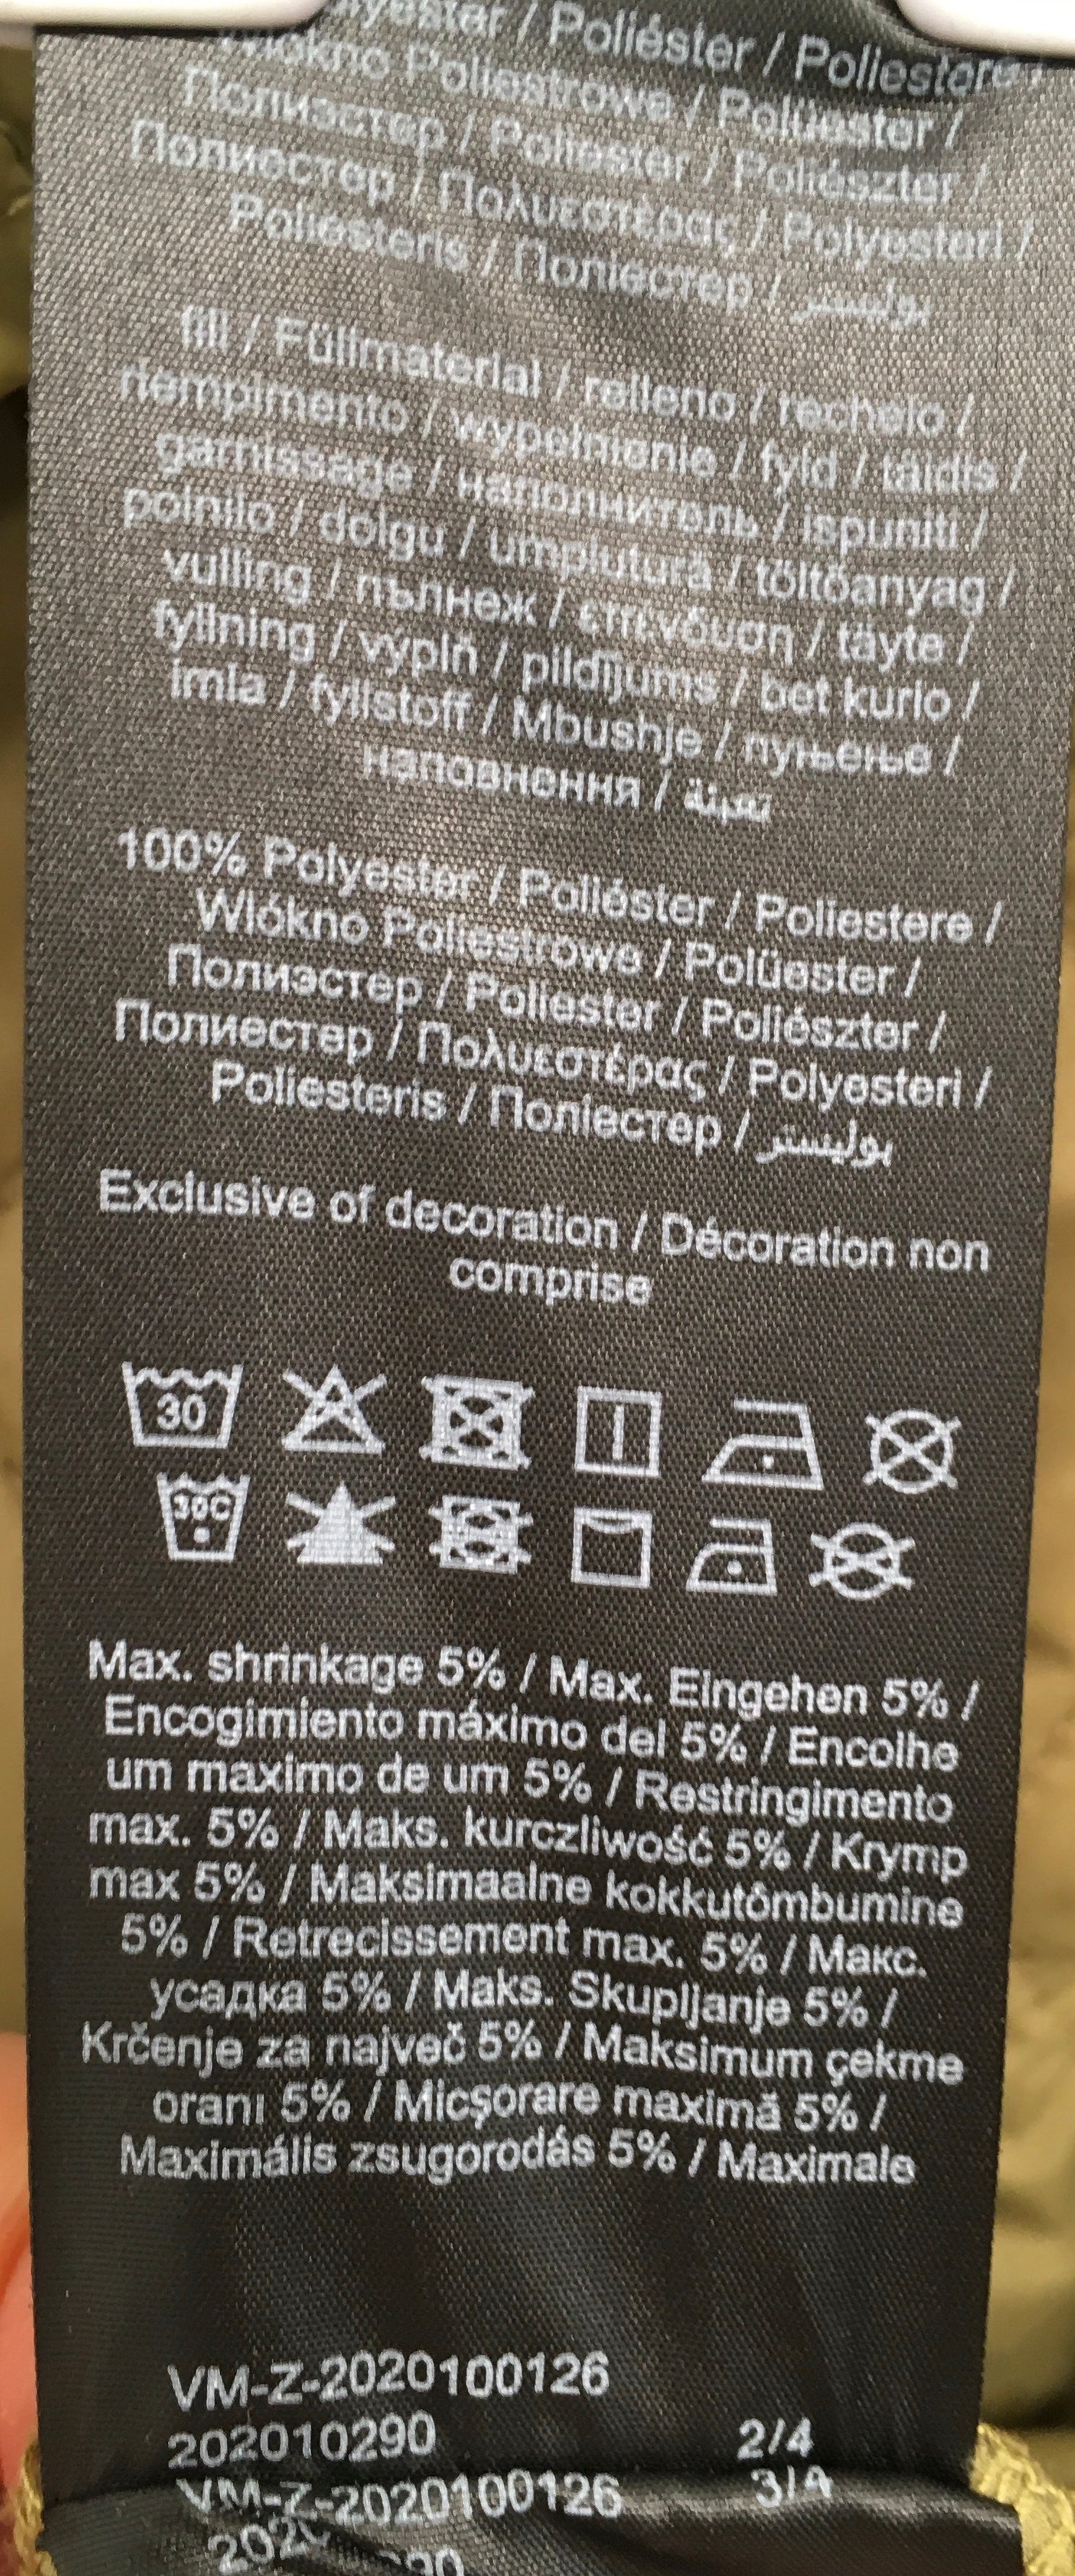 / Poliéster / Poliestere /
Włókno Poliestrowe / Polüester /
Полиэстер / Poliester / Poliészter /
Полиестер / Πολυεστέρας / Polyesteri /
Poliesteris / Поліестер / بوليستر
fill / Füllmaterial / relleno / recheio /
riempimento / wypełnienie / fyld / täidis /
garnissage / наполнитель / ispuniti /
polnilo / dolgu / umplutură / töltőanyag /
vulling / пълнеж / επένδυση / täyte /
fyllning / výplň / pildījums / bet kurio /
imla / fyllstoff / Mbushje / пуњење /
наповнення / تعبئة
100% Polyester / Poliéster / Poliestere /
Włókno Poliestrowe / Polüester /
Полиэстер / Poliester / Poliészter /
Полиестер / Πολυεστέρας / Polyesteri /
Poliesteris / Поліестер / بوليستر
Exclusive of decoration / Décoration non
comprise
30
30C
Max. shrinkage 5% / Max. Eingehen 5% /
Encogimiento máximo del 5% / Encolhe
um maximo de um 5% / Restringimento
max. 5% / Maks. kurczliwość 5% / Krymp
max 5% / Maksimaalne kokkutõmbumine
5% / Retrecissement max. 5% / Макс.
усадка 5% / Maks. Skupljanje 5% /
Krčenje za največ 5% / Maksimum çekme
oranı 5% / Micşorare maximă 5% /
Maximális zsugorodás 5% / Maximale
VM-Z-2020100126
202010290 2/4
VM-Z-2020100126 3/4